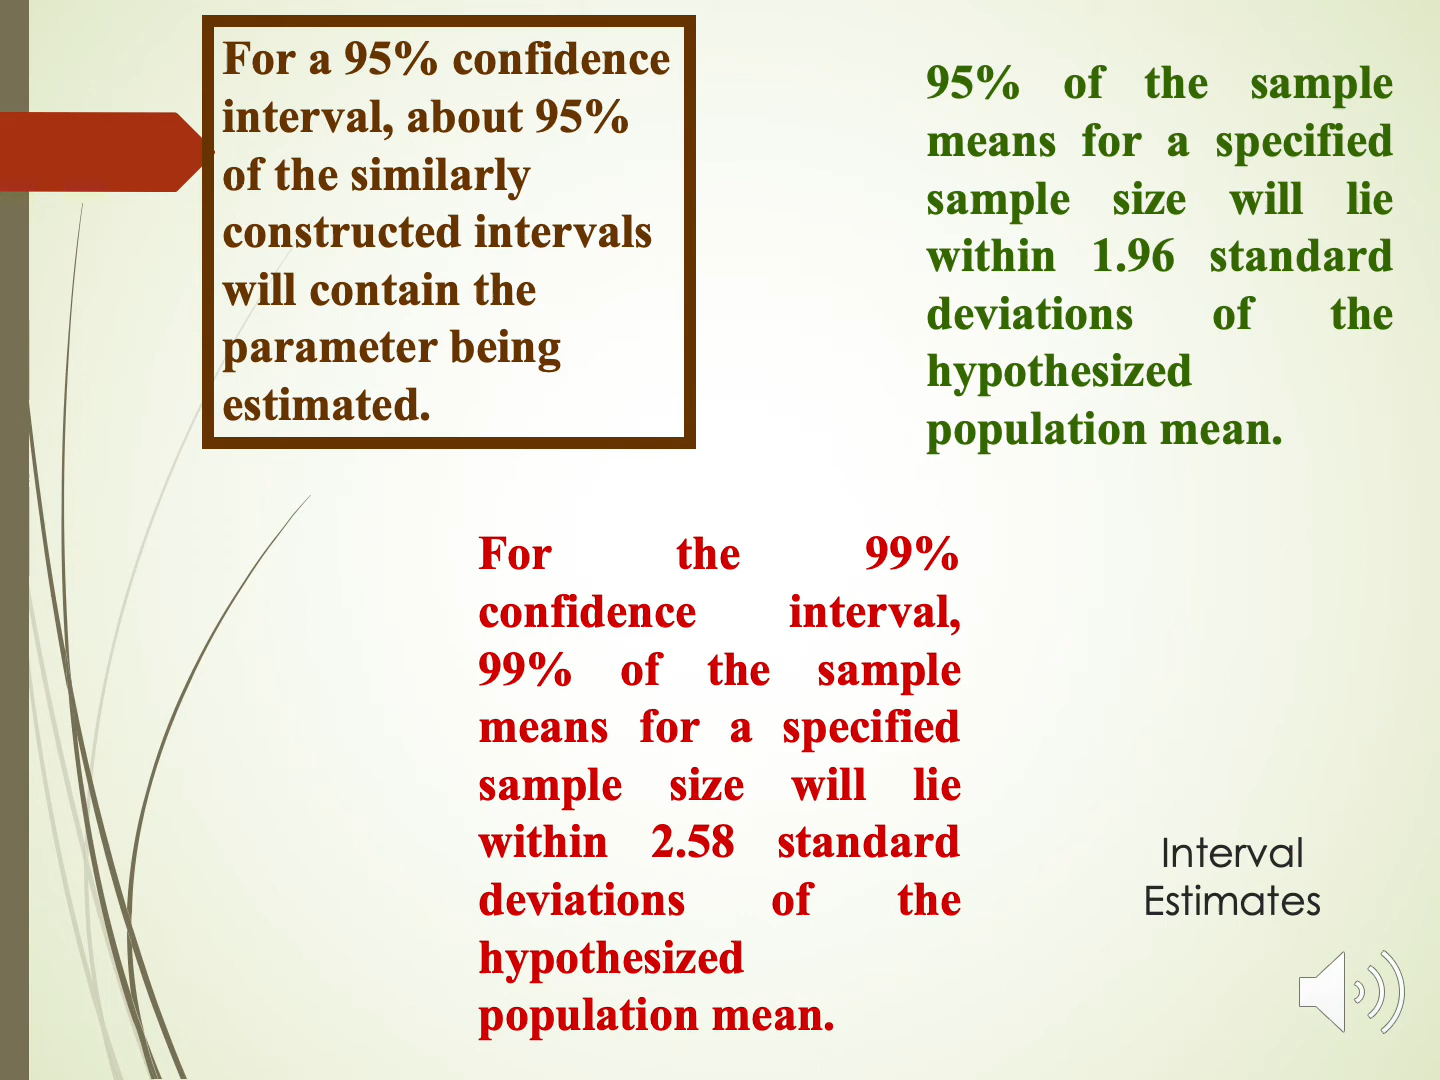 For a 95% confidence
interval, about 95%
of the similarly
constructed intervals
will contain the
parameter being
estimated.
95% of the sample
means for a specified
sample size will lie
within 1.96 standard
deviations of the
hypothesized
population mean.
For the 99%
confidence interval,
99% of the sample
means for a specified
sample size will lie
within 2.58 standard
deviations of the
hypothesized
population mean.
Interval
Estimates